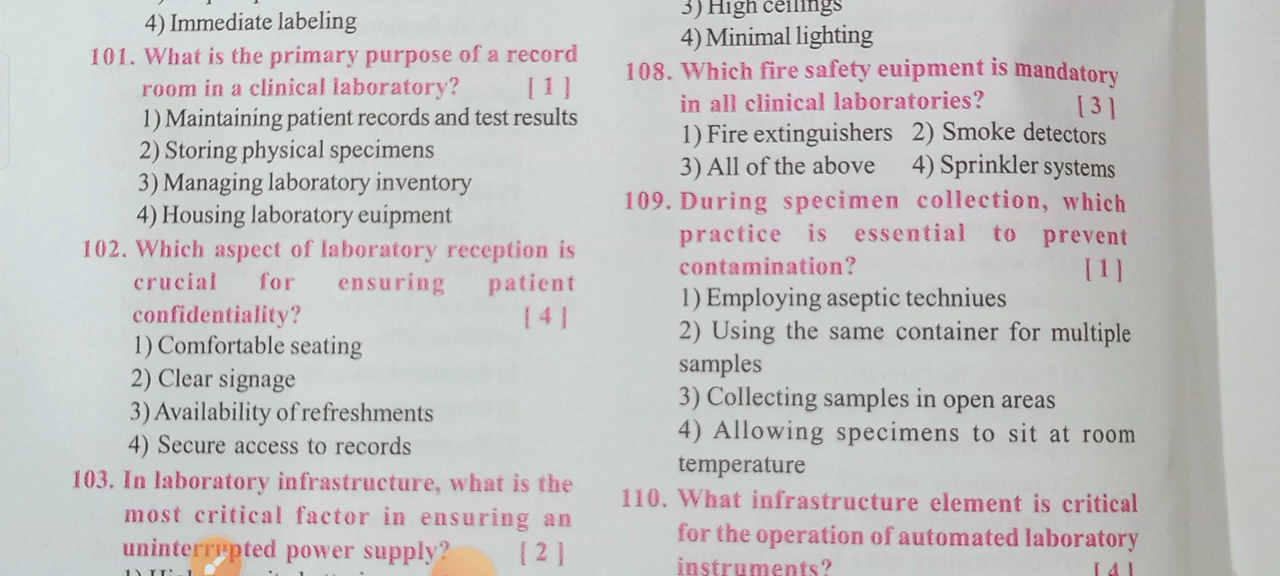 4) Immediate labeling
101. What is the primary purpose of a record
room in a clinical laboratory? [ 1 ]
1) Maintaining patient records and test results
2) Storing physical specimens
3) Managing laboratory inventory
4) Housing laboratory euipment
102. Which aspect of laboratory reception is
crucial for ensuring patient
confidentiality? [ 4 ]
1) Comfortable seating
2) Clear signage
3) Availability of refreshments
4) Secure access to records
103. In laboratory infrastructure, what is the
most critical factor in ensuring an
uninterrupted power supply? [ 2 ]
3) High ceilings
4) Minimal lighting
108. Which fire safety euipment is mandatory
in all clinical laboratories? [ 3 ]
1) Fire extinguishers 2) Smoke detectors
3) All of the above 4) Sprinkler systems
109. During specimen collection, which
practice is essential to prevent
contamination? [ 1 ]
1) Employing aseptic techniues
2) Using the same container for multiple
samples
3) Collecting samples in open areas
4) Allowing specimens to sit at room
temperature
110. What infrastructure element is critical
for the operation of automated laboratory
instruments? [ 4 ]